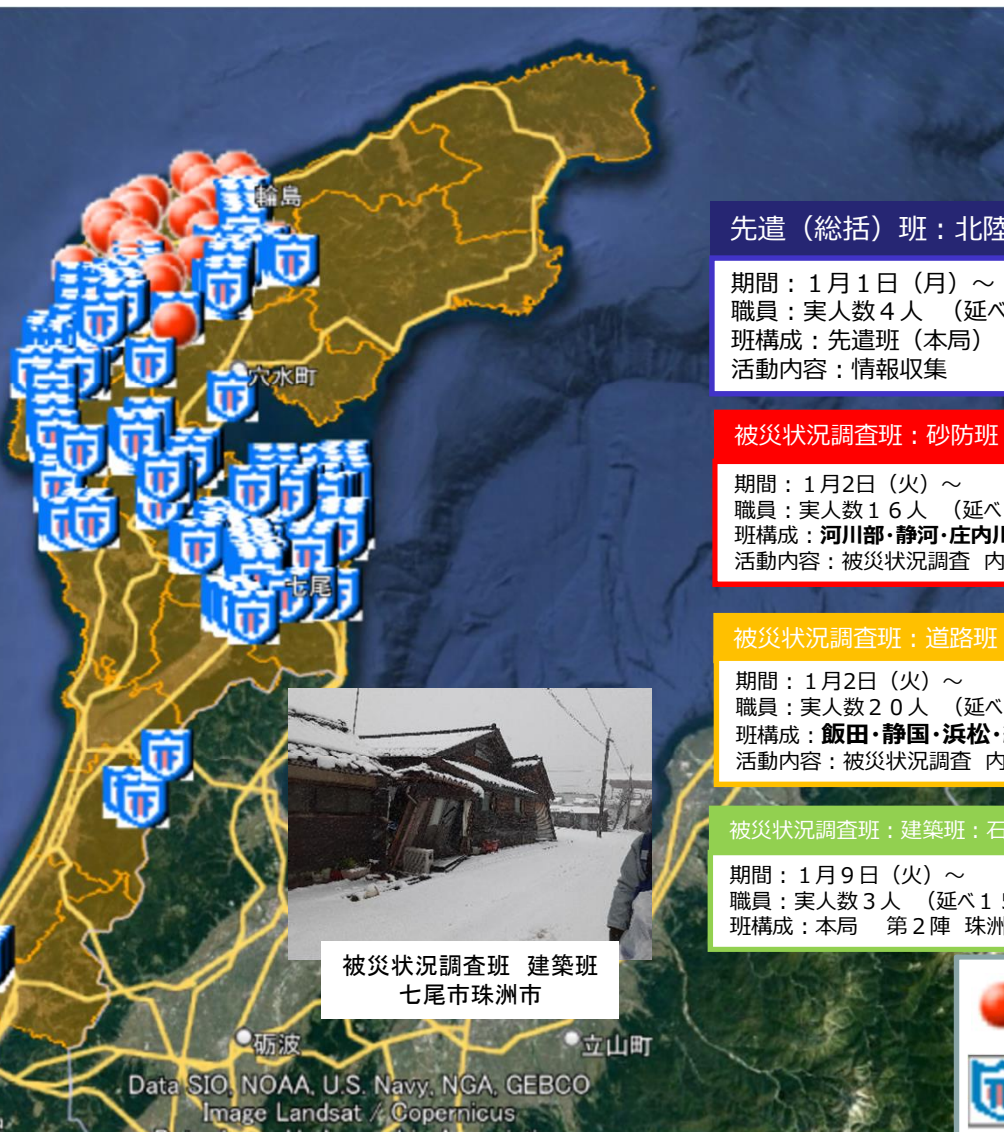 輪島
穴水町
七尾
先遣（総括）班：北陸
期間：１月１日（月）～
職員：実人数４人　（延べ
班構成：先遣班（本局）
活動内容：情報収集
被災状況調査班：砂防班
期間：１月2日（火）～
職員：実人数１６人　（延べ
班構成：河川部･静河･庄内川
活動内容：被災状況調査 内
被災状況調査班：道路班
期間：１月2日（火）～
職員：実人数２０人　（延べ
班構成：飯田･静国･浜松･
活動内容：被災状況調査 内
被災状況調査班：建築班：石
期間：１月９日（火）～
職員：実人数３人　（延べ１５
班構成：本局　第２陣 珠洲
被災状況調査班 建築班
七尾市珠洲市
砺波
立山町
Data SIO, NOAA, U.S. Navy, NGA, GEBCO
Image Landsat / Copernicus